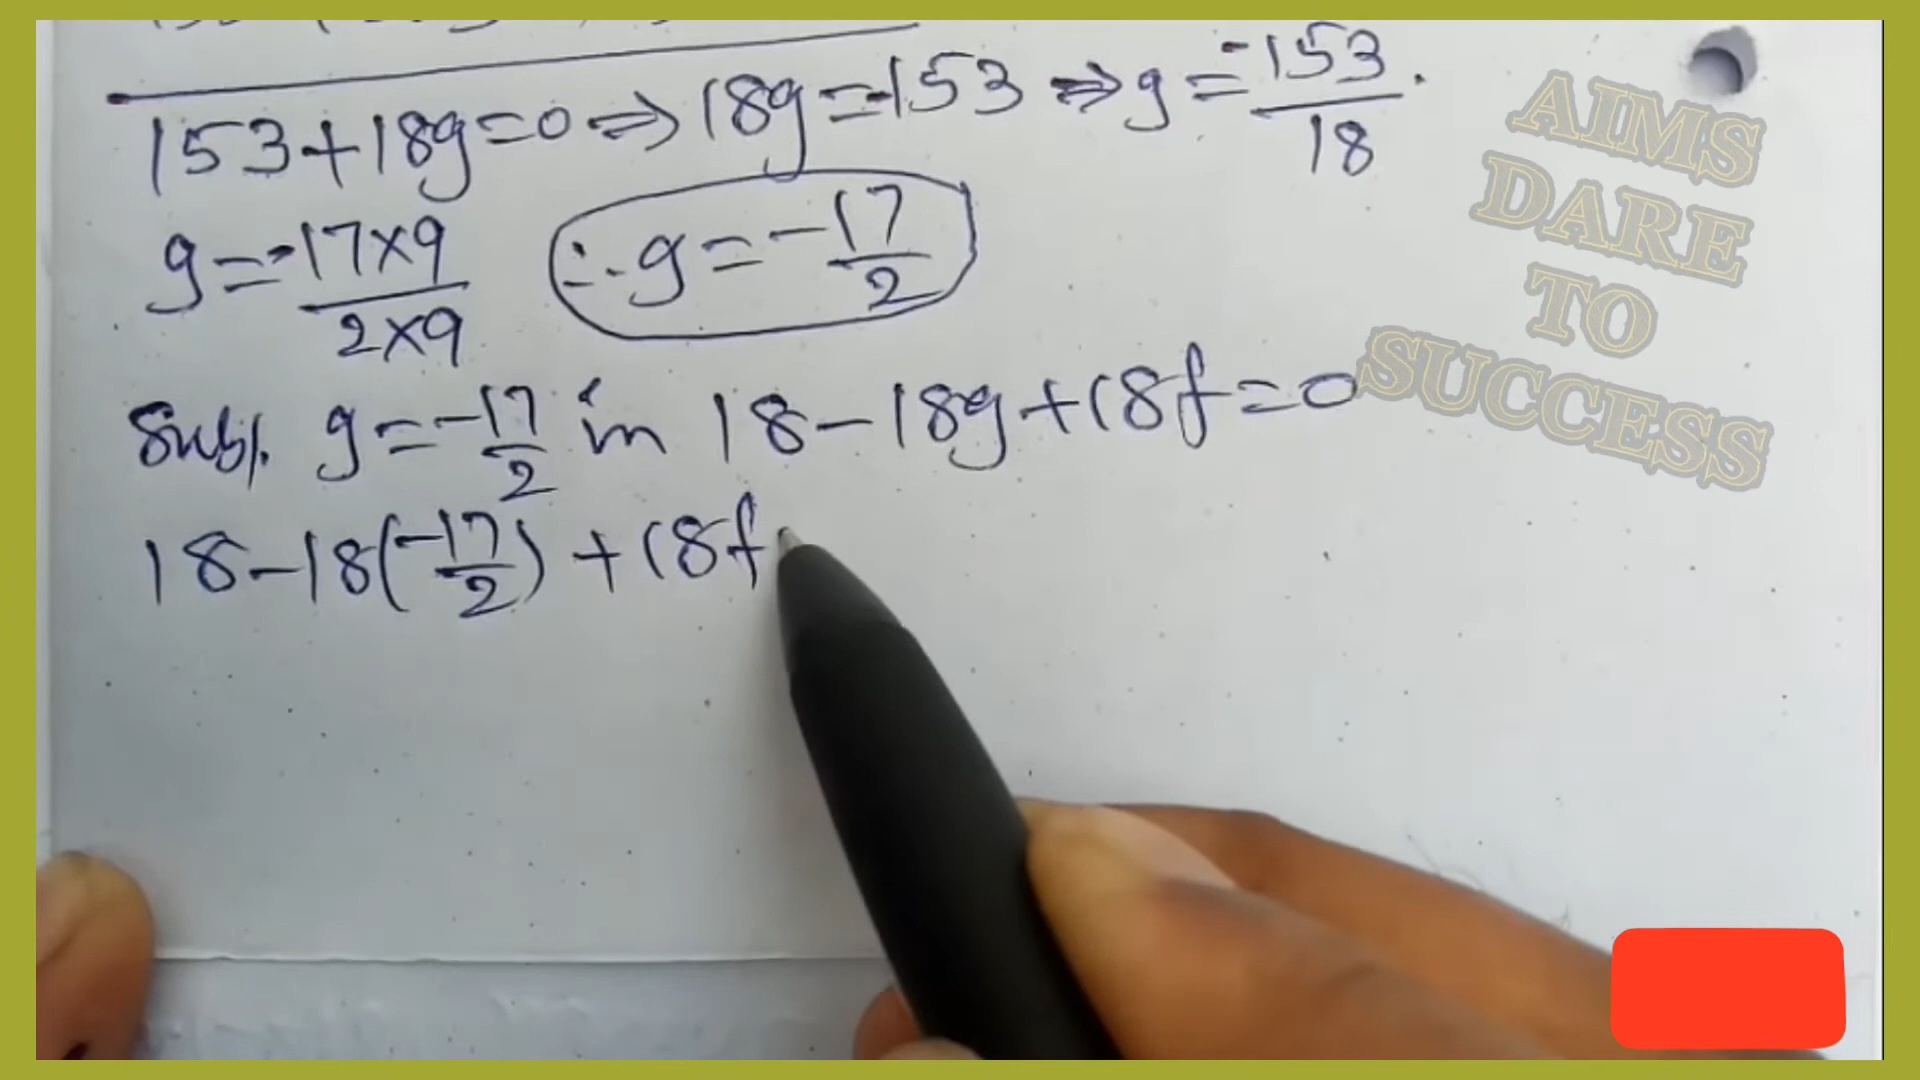 153+18g=0 ⇒ 18g=-153 ⇒ g = -153/18.
g = -17×9/2×9 ∴ g = -17/2
Subt. g = -17/2 in 18-18g+18f=0
18-18(-17/2)+18f
AIMS
DARE
TO
SUCCESS